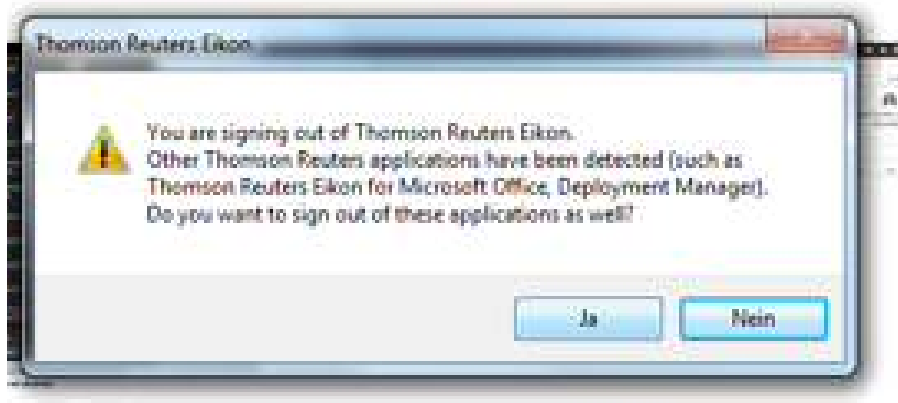 Thomson Reuters Eikon
You are signing out of Thomson Reuters Eikon.
Other Thomson Reuters applications have been detected (such as
Thomson Reuters Eikon for Microsoft Office, Deployment Manager).
Do you want to sign out of these applications as well?
Ja
Nein